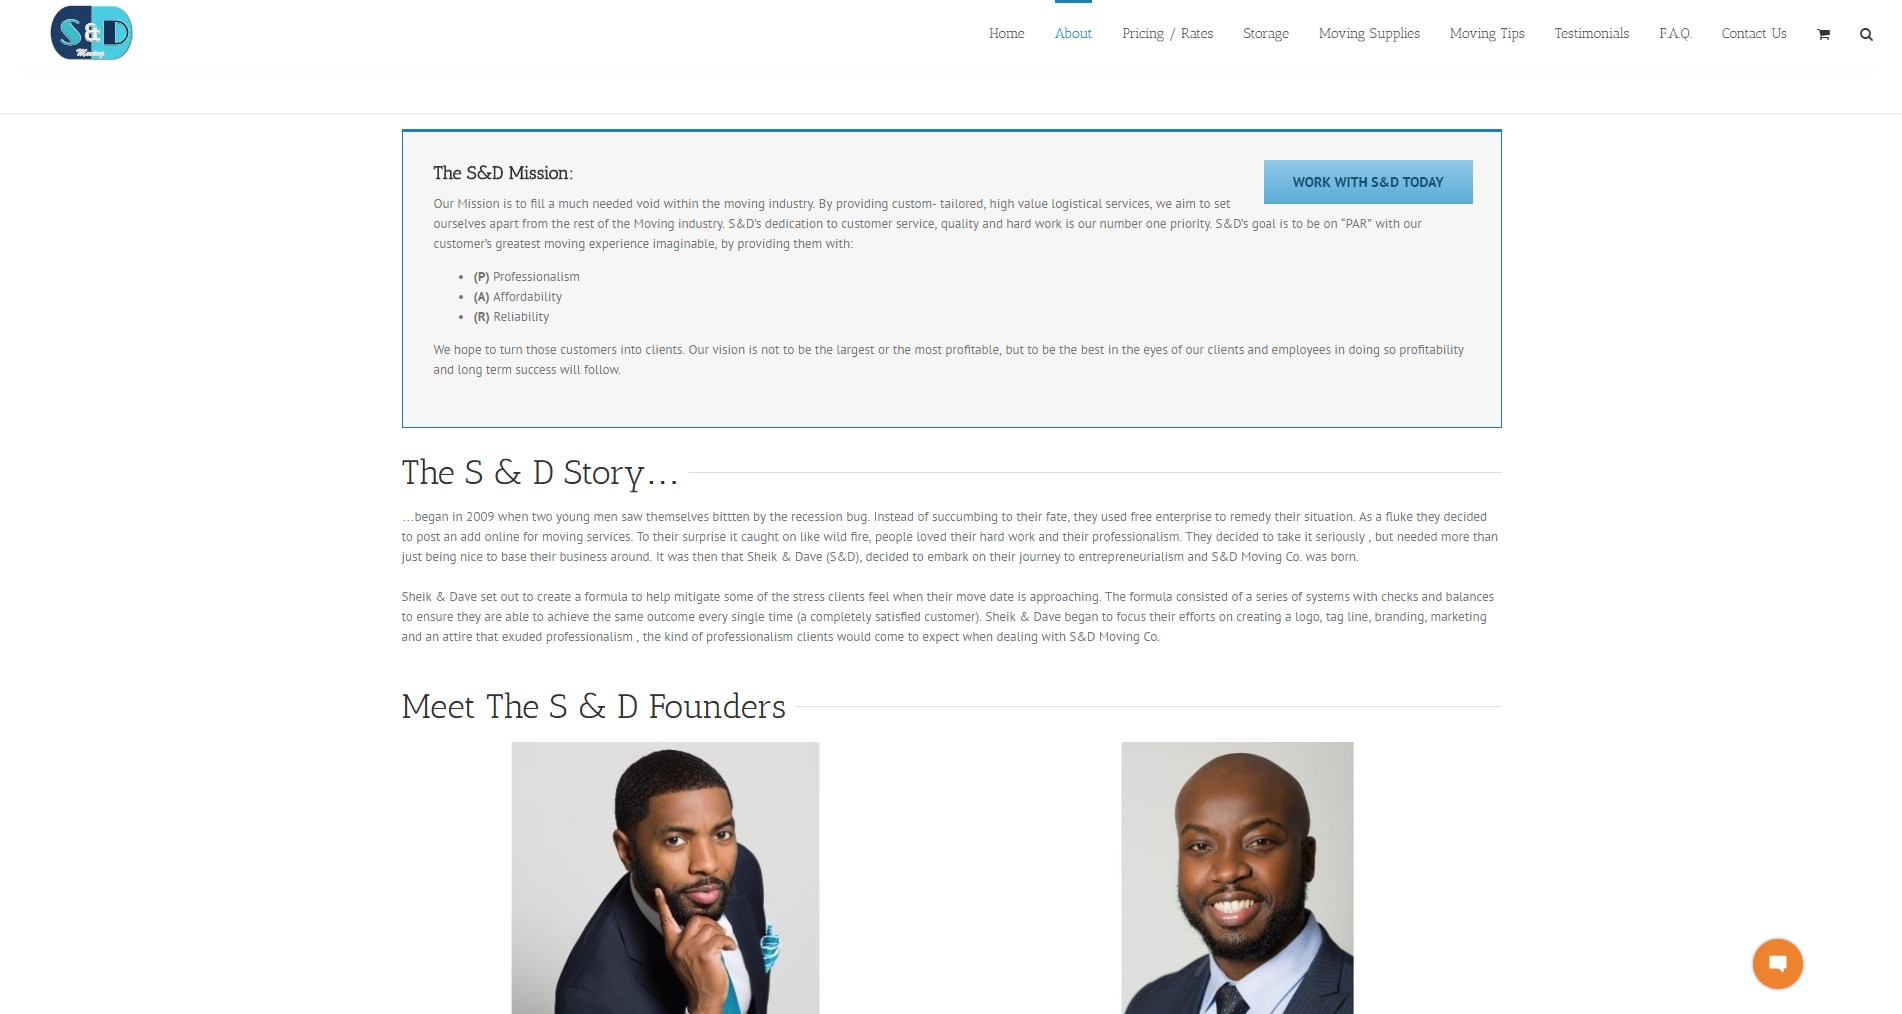 S&D
Moving
Home
About
Pricing / Rates
Storage
Moving Supplies
Moving Tips
Testimonials
F.A.Q.
Contact Us
The S&D Mission:
WORK WITH S&D TODAY
Our Mission is to fill a much needed void within the moving industry. By providing custom- tailored, high value logistical services, we aim to set
ourselves apart from the rest of the Moving industry. S&D's dedication to customer service, quality and hard work is our number one priority. S&D's goal is to be on “PAR” with our
customer's greatest moving experience imaginable, by providing them with:
• (P) Professionalism
• (A) Affordability
• (R) Reliability
We hope to turn those customers into clients. Our vision is not to be the largest or the most profitable, but to be the best in the eyes of our clients and employees in doing so profitability
and long term success will follow.
The S & D Story…
…began in 2009 when two young men saw themselves bittten by the recession bug. Instead of succumbing to their fate, they used free enterprise to remedy their situation. As a fluke they decided
to post an add online for moving services. To their surprise it caught on like wild fire, people loved their hard work and their professionalism. They decided to take it seriously , but needed more than
just being nice to base their business around. It was then that Sheik & Dave (S&D), decided to embark on their journey to entrepreneurialism and S&D Moving Co. was born.
Sheik & Dave set out to create a formula to help mitigate some of the stress clients feel when their move date is approaching. The formula consisted of a series of systems with checks and balances
to ensure they are able to achieve the same outcome every single time (a completely satisfied customer). Sheik & Dave began to focus their efforts on creating a logo, tag line, branding, marketing
and an attire that exuded professionalism , the kind of professionalism clients would come to expect when dealing with S&D Moving Co.
Meet The S & D Founders